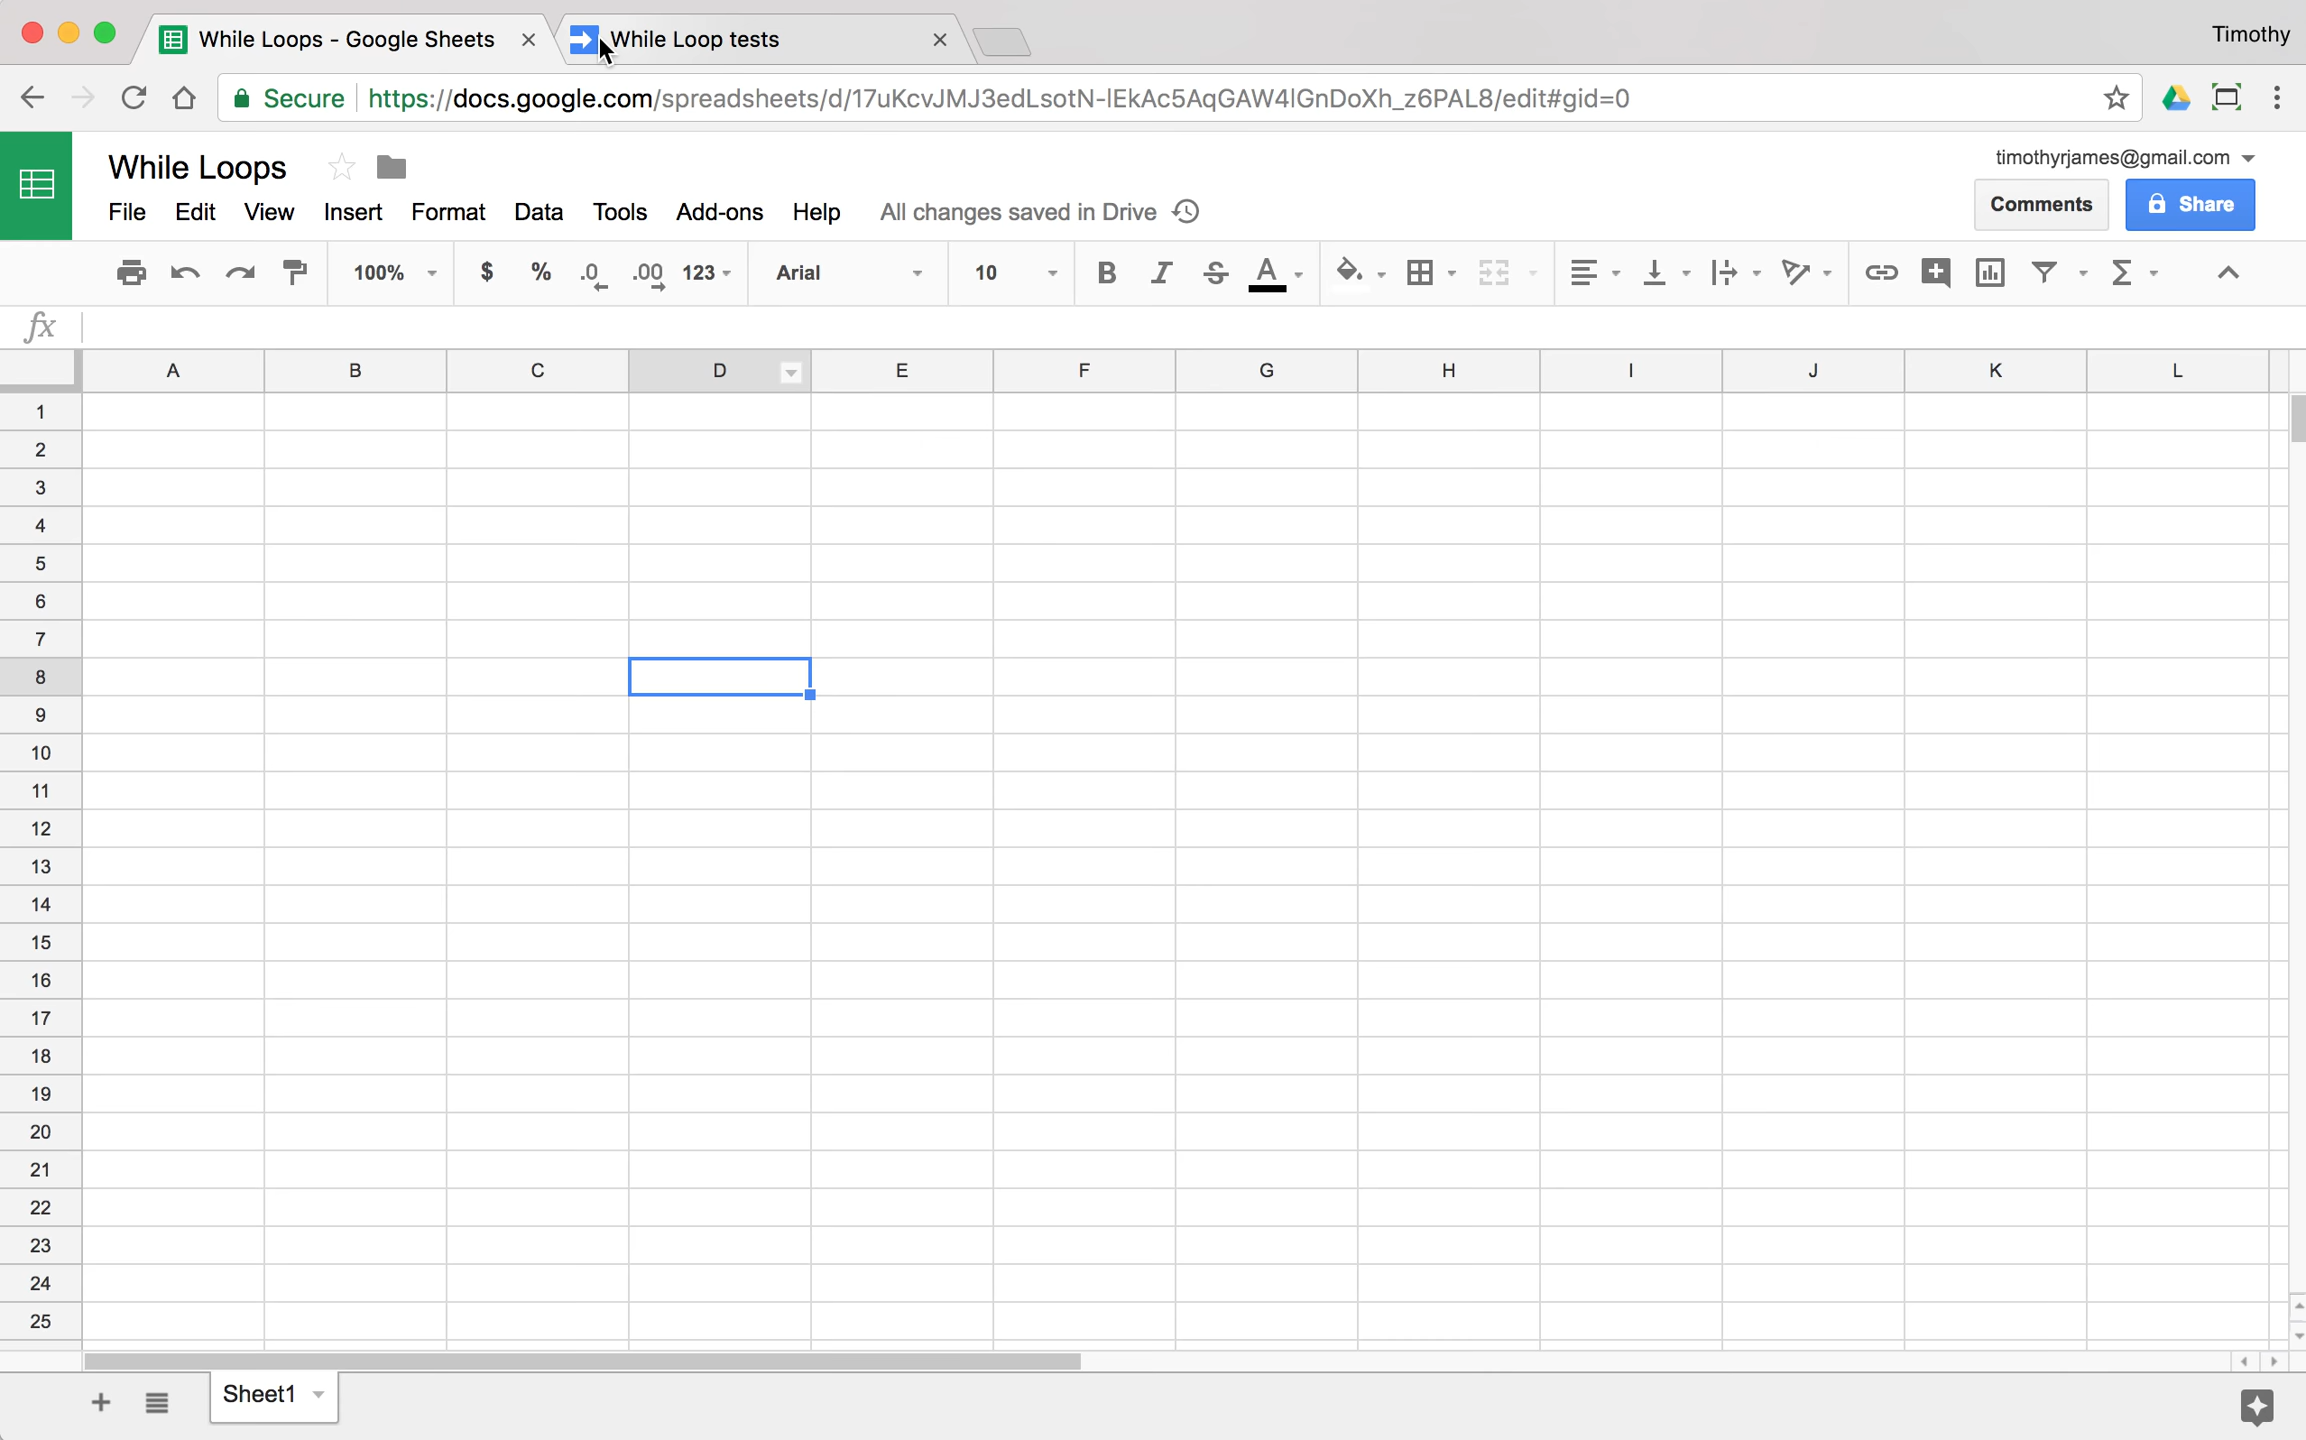 While Loops - Google Sheets
While Loop tests
Timothy
Secure https://docs.google.com/spreadsheets/d/17uKcvJMJ3edLsotN-lEkAc5AqGAW4lGnDoXh_z6PAL8/edit#gid=0
While Loops
timothyrjames@gmail.com
File Edit View Insert Format Data Tools Add-ons Help All changes saved in Drive
Comments
Share
100% $ % .0 .00 123 Arial 10 B I S A Σ
fx
A B C D E F G H I J K L
1
2
3
4
5
6
7
8
9
10
11
12
13
14
15
16
17
18
19
20
21
22
23
24
25
Sheet1